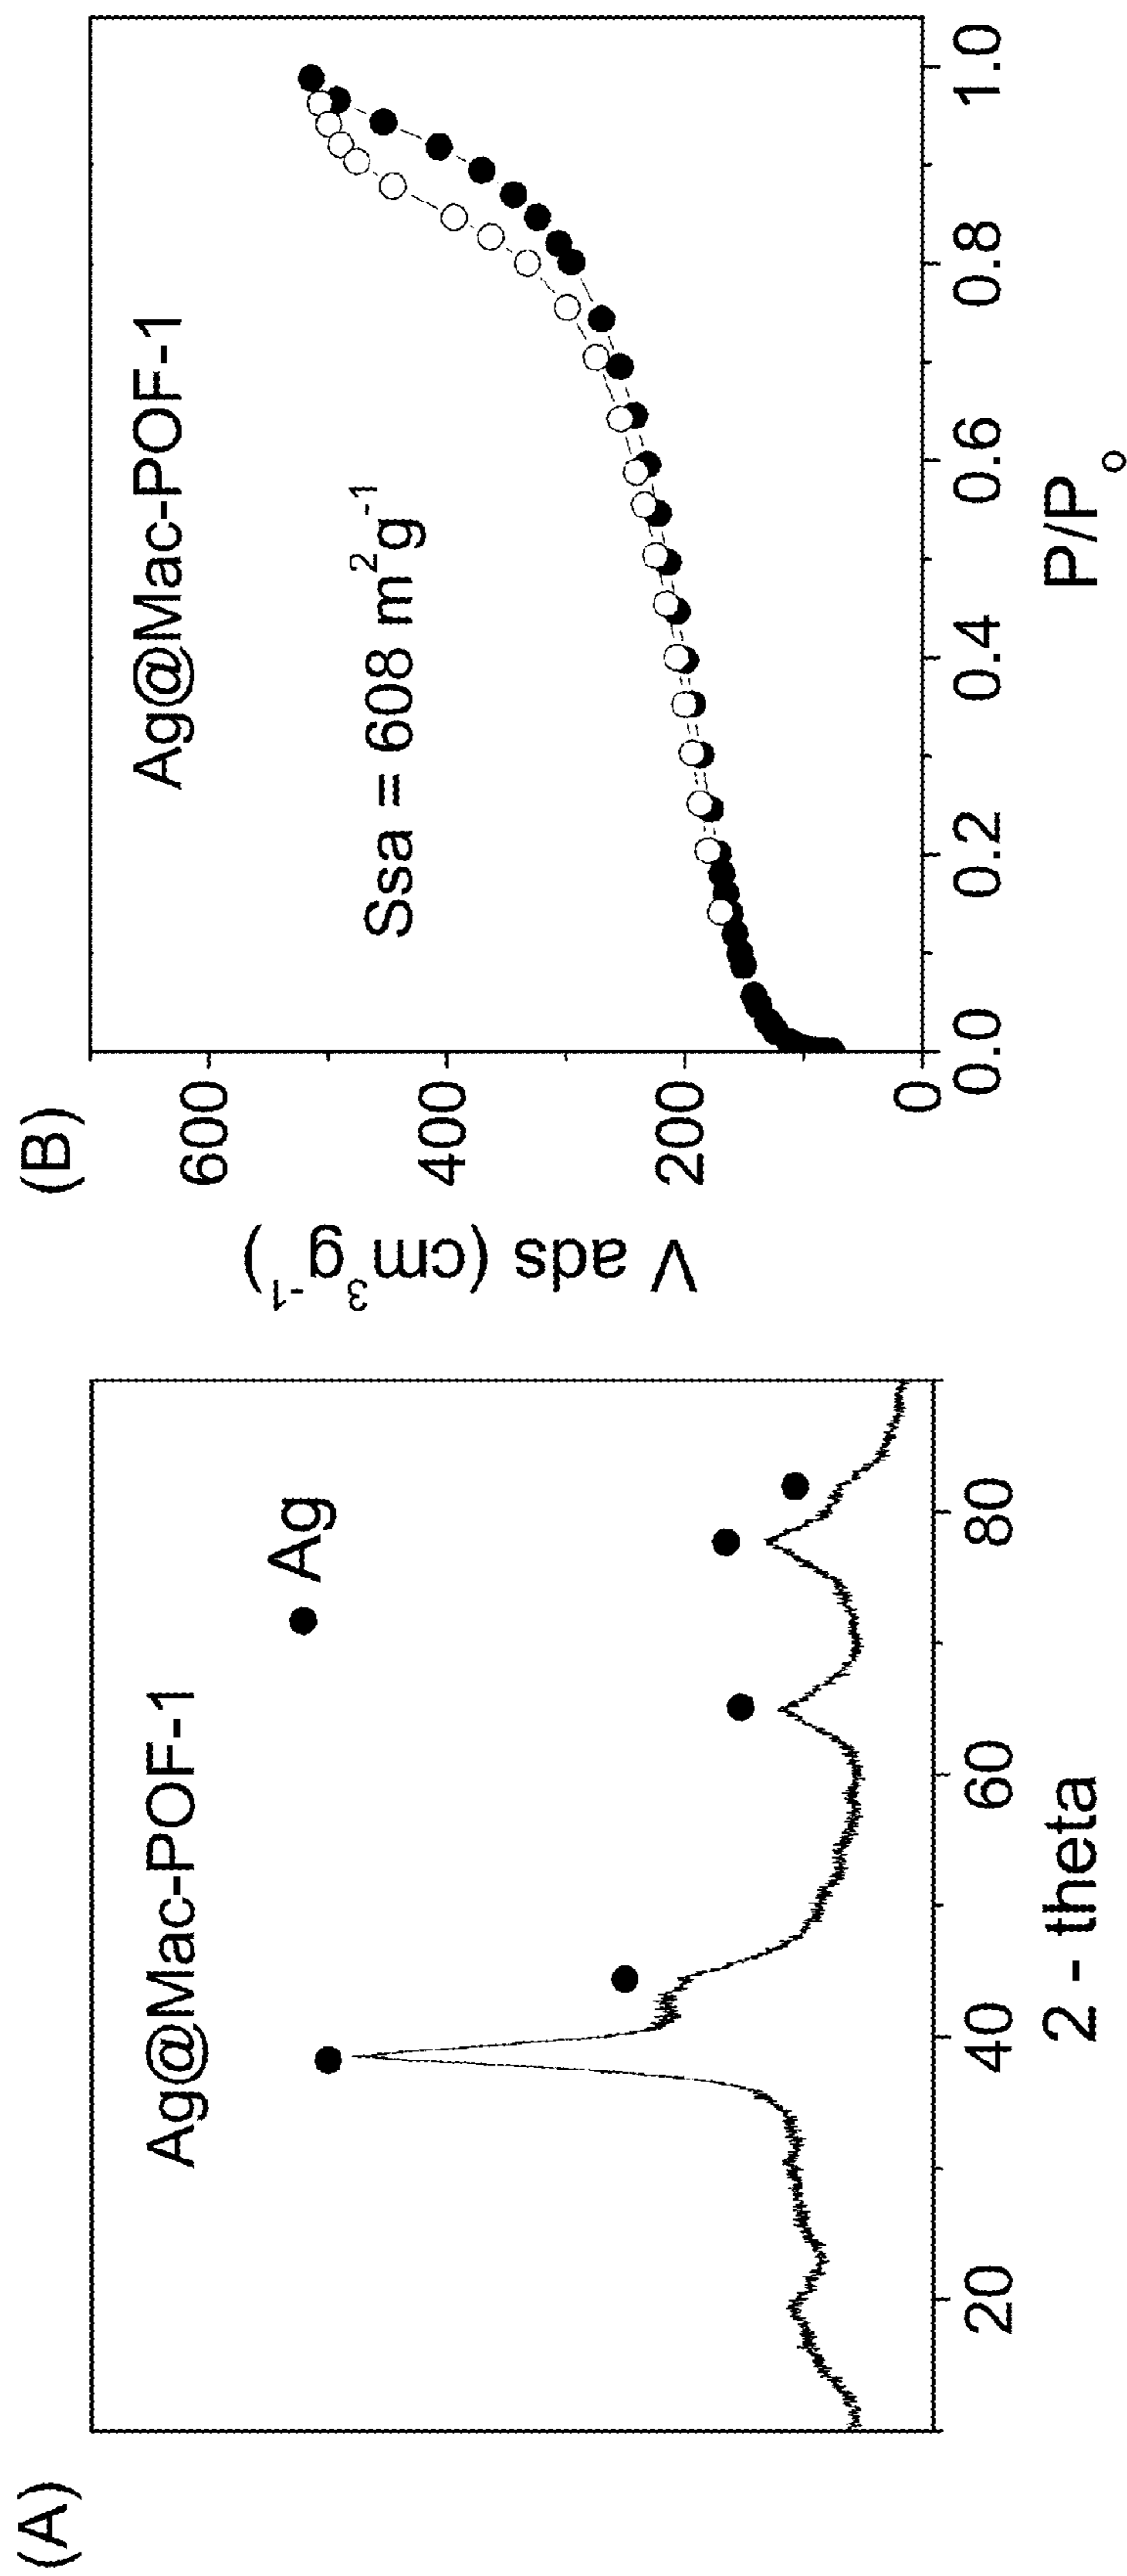 (A)
Ag@Mac-POF-1
● Ag
20
40
60
80
2 - theta
(B)
Ag@Mac-POF-1
Ssa = 608 m²g⁻¹
600
400
200
0
V ads (cm³g⁻¹)
0.0
0.2
0.4
0.6
0.8
1.0
P/Pₒ